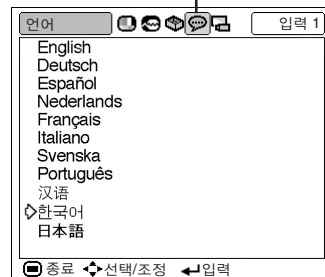 언어 입력 1
English
Deutsch
Español
Nederlands
Français
Italiano
Svenska
Português
汉语
한국어
日本語
종료 선택/조정 입력